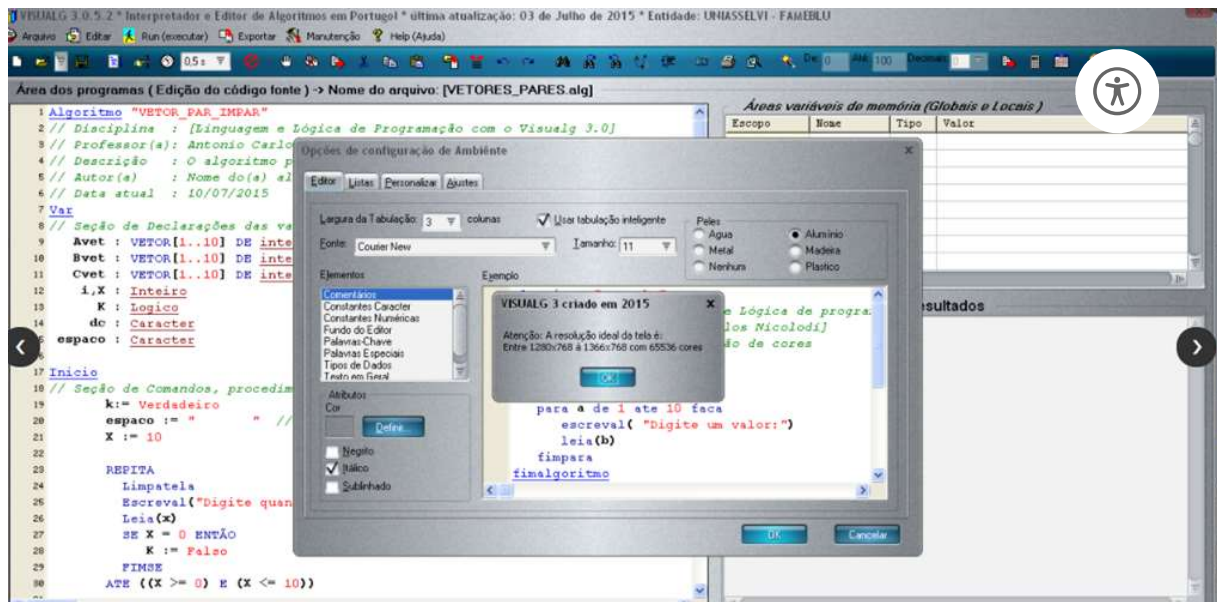 VISUALG 3.0.5.2 * Interpretador e Editor de Algoritmos em Portugol * última atualização: 03 de Julho de 2015 * Entidade: UNIASSELVI - FAMEBLU
Arquivo Editar Run (executar) Exportar Manutenção Help (Ajuda)
0,5 s De: 0 Até: 100 Decimais: 0
Área dos programas ( Edição do código fonte ) -> Nome do arquivo: [VETORES_PARES.alg]
Áreas variáveis de memória (Globais e Locais )
Escopo Nome Tipo Valor
1 Algoritmo "VETOR_PAR_IMPAR"
2 // Disciplina : [Linguagem e Lógica de Programação com o Visualg 3.0]
3 // Professor(a): Antonio Carlo
4 // Descrição : O algoritmo p
5 // Autor(a) : Nome do(a) al
6 // Data atual : 10/07/2015
7 Var
8 // Seção de Declarações das va
9 Avet : VETOR[1..10] DE inte
10 Bvet : VETOR[1..10] DE inte
11 Cvet : VETOR[1..10] DE inte
12 i,X : Inteiro
13 K : Logico
14 dc : Caracter
espaco : Caracter
17 Inicio
18 // Seção de Comandos, procedim
19 k:= Verdadeiro
20 espaco := " " //
21 X := 10
22
23 REPITA
24 Limpatela
25 Escreval("Digite quan
26 Leia(x)
27 SE X = 0 ENTÃO
28 K := Falso
29 FIMSE
30 ATE ((X >= 0) E (X <= 10))
Opções de configuração de Ambiênte
Editor Listas Personalizar Ajustes
Largura da Tabulação: 3 colunas Usar tabulação inteligente
Fonte: Courier New Tamanho: 11
Peles
Agua Alumínio
Metal Madeira
Nenhum Plastico
Elementos
Comentários
Constantes Caracter
Constantes Numéricas
Fundo do Editor
Palavras-Chave
Palavras Especiais
Tipos de Dados
Texto em Geral
Atributos
Cor
Definir...
Negrito
Itálico
Sublinhado
Exemplo
e Lógica de progra
los Nicolodi]
ão de cores
para a de 1 ate 10 faca
escreval( "Digite um valor:")
leia(b)
fimpara
fimalgoritmo
VISUALG 3 criado em 2015
Atenção: A resolução ideal da tela é:
Entre 1280x768 à 1366x768 com 65536 cores
OK
OK Cancelar
esultados